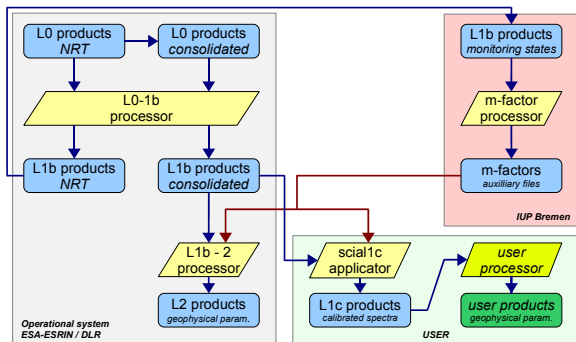 L0 products
NRT
L0 products
consolidated
L1b products
monitoring states
L0-1b
processor
m-factor
processor
L1b products
NRT
L1b products
consolidated
m-factors
auxilliary files
IUP Bremen
L1b - 2
processor
scial1c
applicator
user
processor
L2 products
geophysical param.
L1c products
calibrated spectra
user products
geophysical param.
Operational system
ESA-ESRIN / DLR
USER